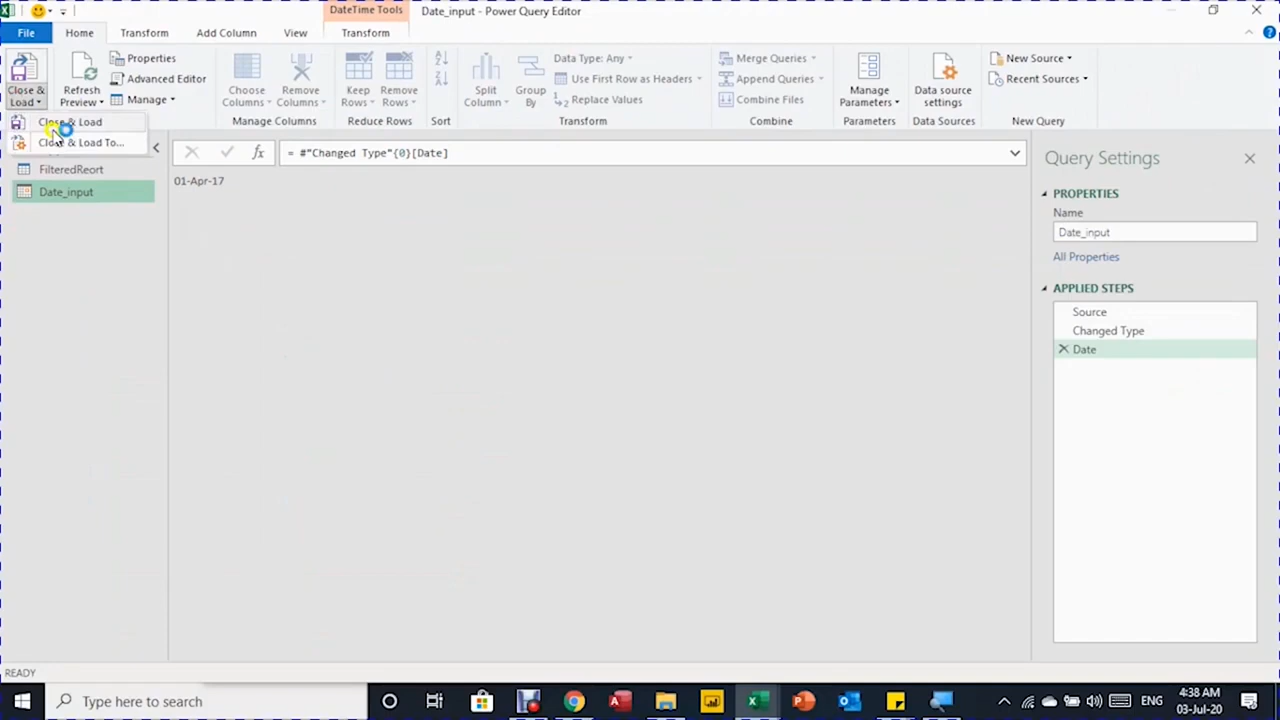 DateTime Tools
Date_input - Power Query Editor
File
Home
Transform
Add Column
View
Transform
Close &
Load
Refresh
Preview
Properties
Advanced Editor
Manage
Choose
Columns
Remove
Columns
Manage Columns
Keep
Rows
Remove
Rows
Reduce Rows
Sort
Split
Column
Group
By
Data Type: Any
Use First Row as Headers
Replace Values
Transform
Merge Queries
Append Queries
Combine Files
Combine
Manage
Parameters
Parameters
Data source
settings
Data Sources
New Source
Recent Sources
New Query
Close & Load
Close & Load To...
FilteredReort
Date_input
fx
= #"Changed Type"{0}[Date]
01-Apr-17
Query Settings
PROPERTIES
Name
Date_input
All Properties
APPLIED STEPS
Source
Changed Type
Date
READY
Type here to search
ENG
4:38 AM
03-Jul-20